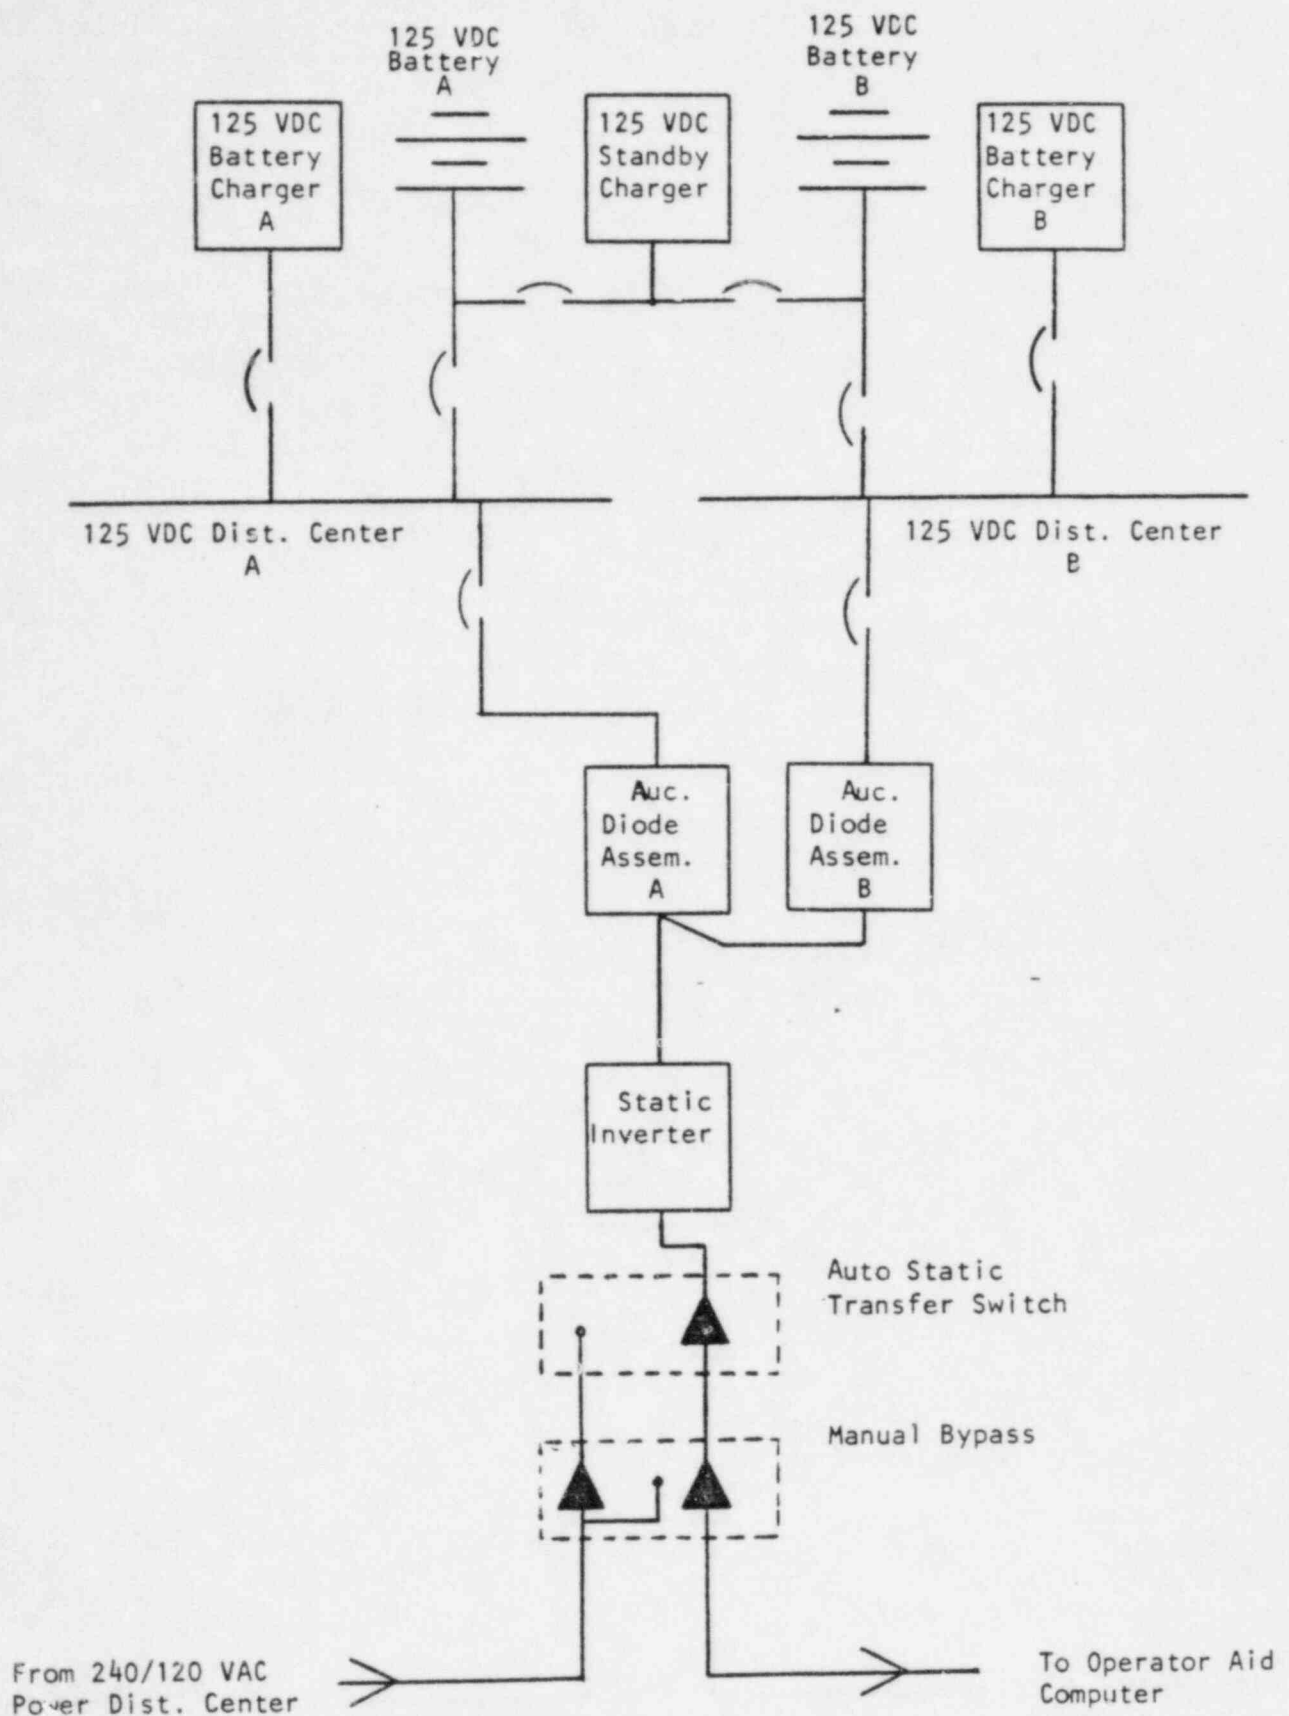 125 VDC
Battery
A
125 VDC
Battery
B
125 VDC
Battery
Charger
A
125 VDC
Standby
Charger
125 VDC
Battery
Charger
B
125 VDC Dist. Center
A
125 VDC Dist. Center
B
Auc.
Diode
Assem.
A
Auc.
Diode
Assem.
B
Static
Inverter
Auto Static
Transfer Switch
Manual Bypass
From 240/120 VAC
Power Dist. Center
To Operator Aid
Computer